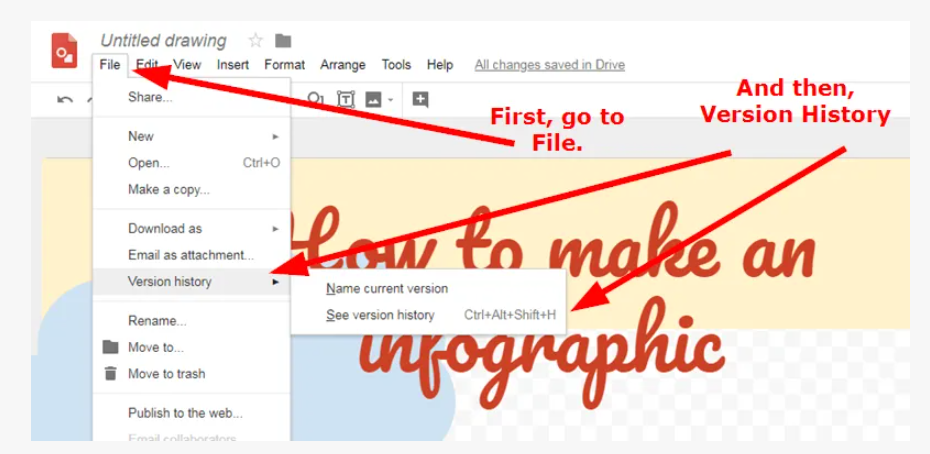 Untitled drawing
File Edit View Insert Format Arrange Tools Help All changes saved in Drive
Share...
First, go to
File.
And then,
Version History
New
Open... Ctrl+O
Make a copy...
Download as
Email as attachment...
Version history
Name current version
See version history Ctrl+Alt+Shift+H
Rename...
Move to...
Move to trash
Publish to the web...
Email collaborators
How to make an
infographic